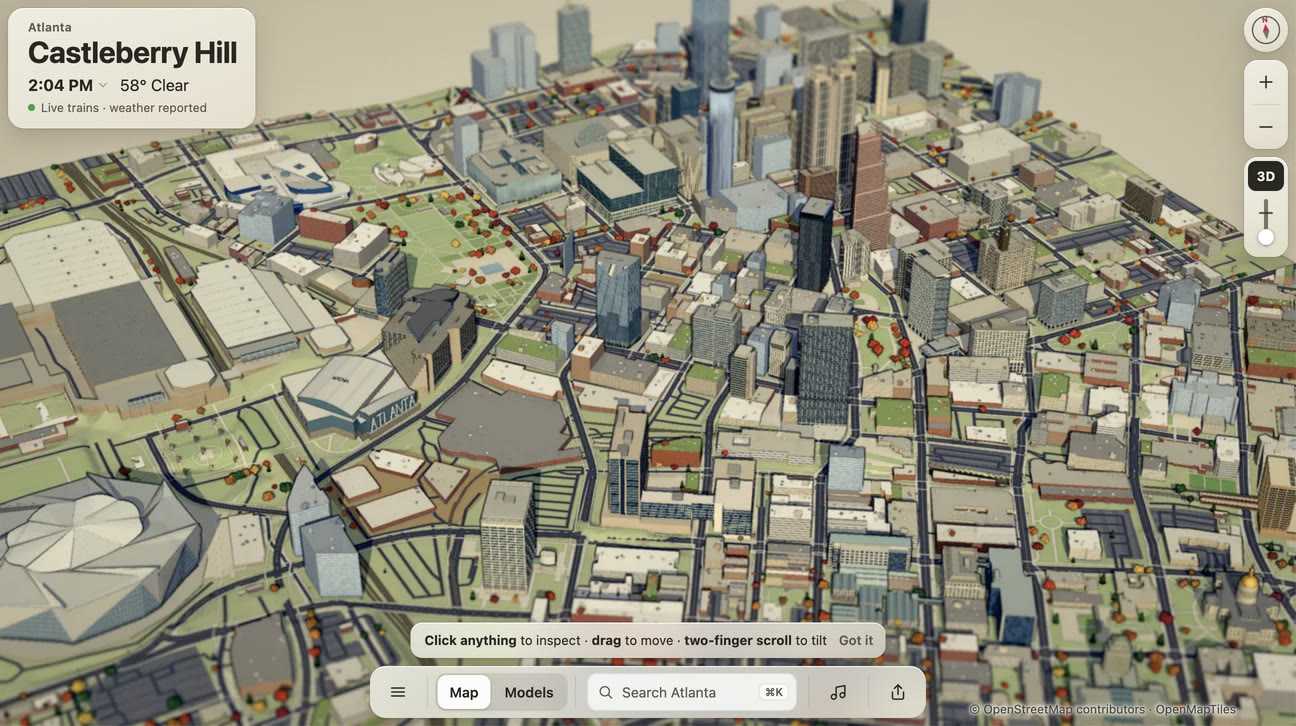 Atlanta
Castleberry Hill
2:04 PM 58° Clear
Live trains · weather reported
N
+
−
3D
ARENA
ATLANTA
Click anything to inspect · drag to move · two-finger scroll to tilt Got it
Map Models Search Atlanta ⌘K
© OpenStreetMap contributors · OpenMapTiles